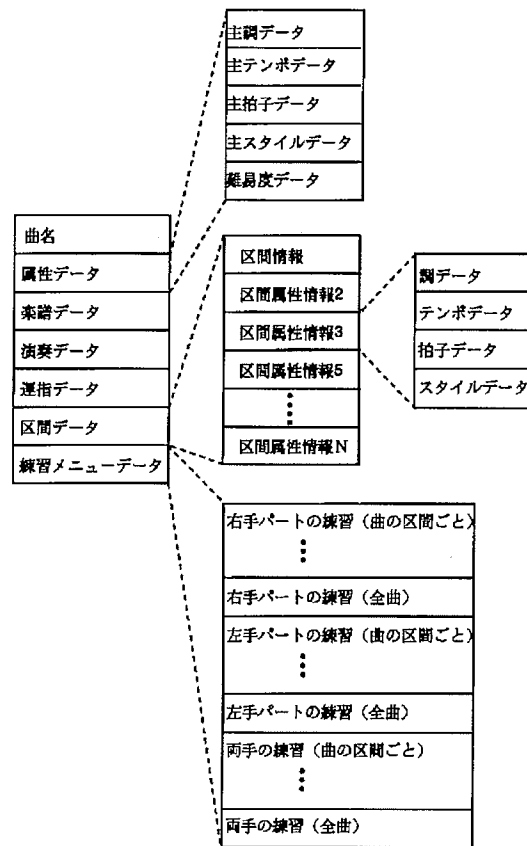 主調データ
主テンポデータ
主拍子データ
主スタイルデータ
難易度データ
曲名
属性データ
楽譜データ
演奏データ
運指データ
区間データ
練習メニューデータ
区間情報
区間属性情報2
区間属性情報3
区間属性情報5
区間属性情報N
調データ
テンポデータ
拍子データ
スタイルデータ
右手パートの練習（曲の区間ごと）
右手パートの練習（全曲）
左手パートの練習（曲の区間ごと）
左手パートの練習（全曲）
両手の練習（曲の区間ごと）
両手の練習（全曲）